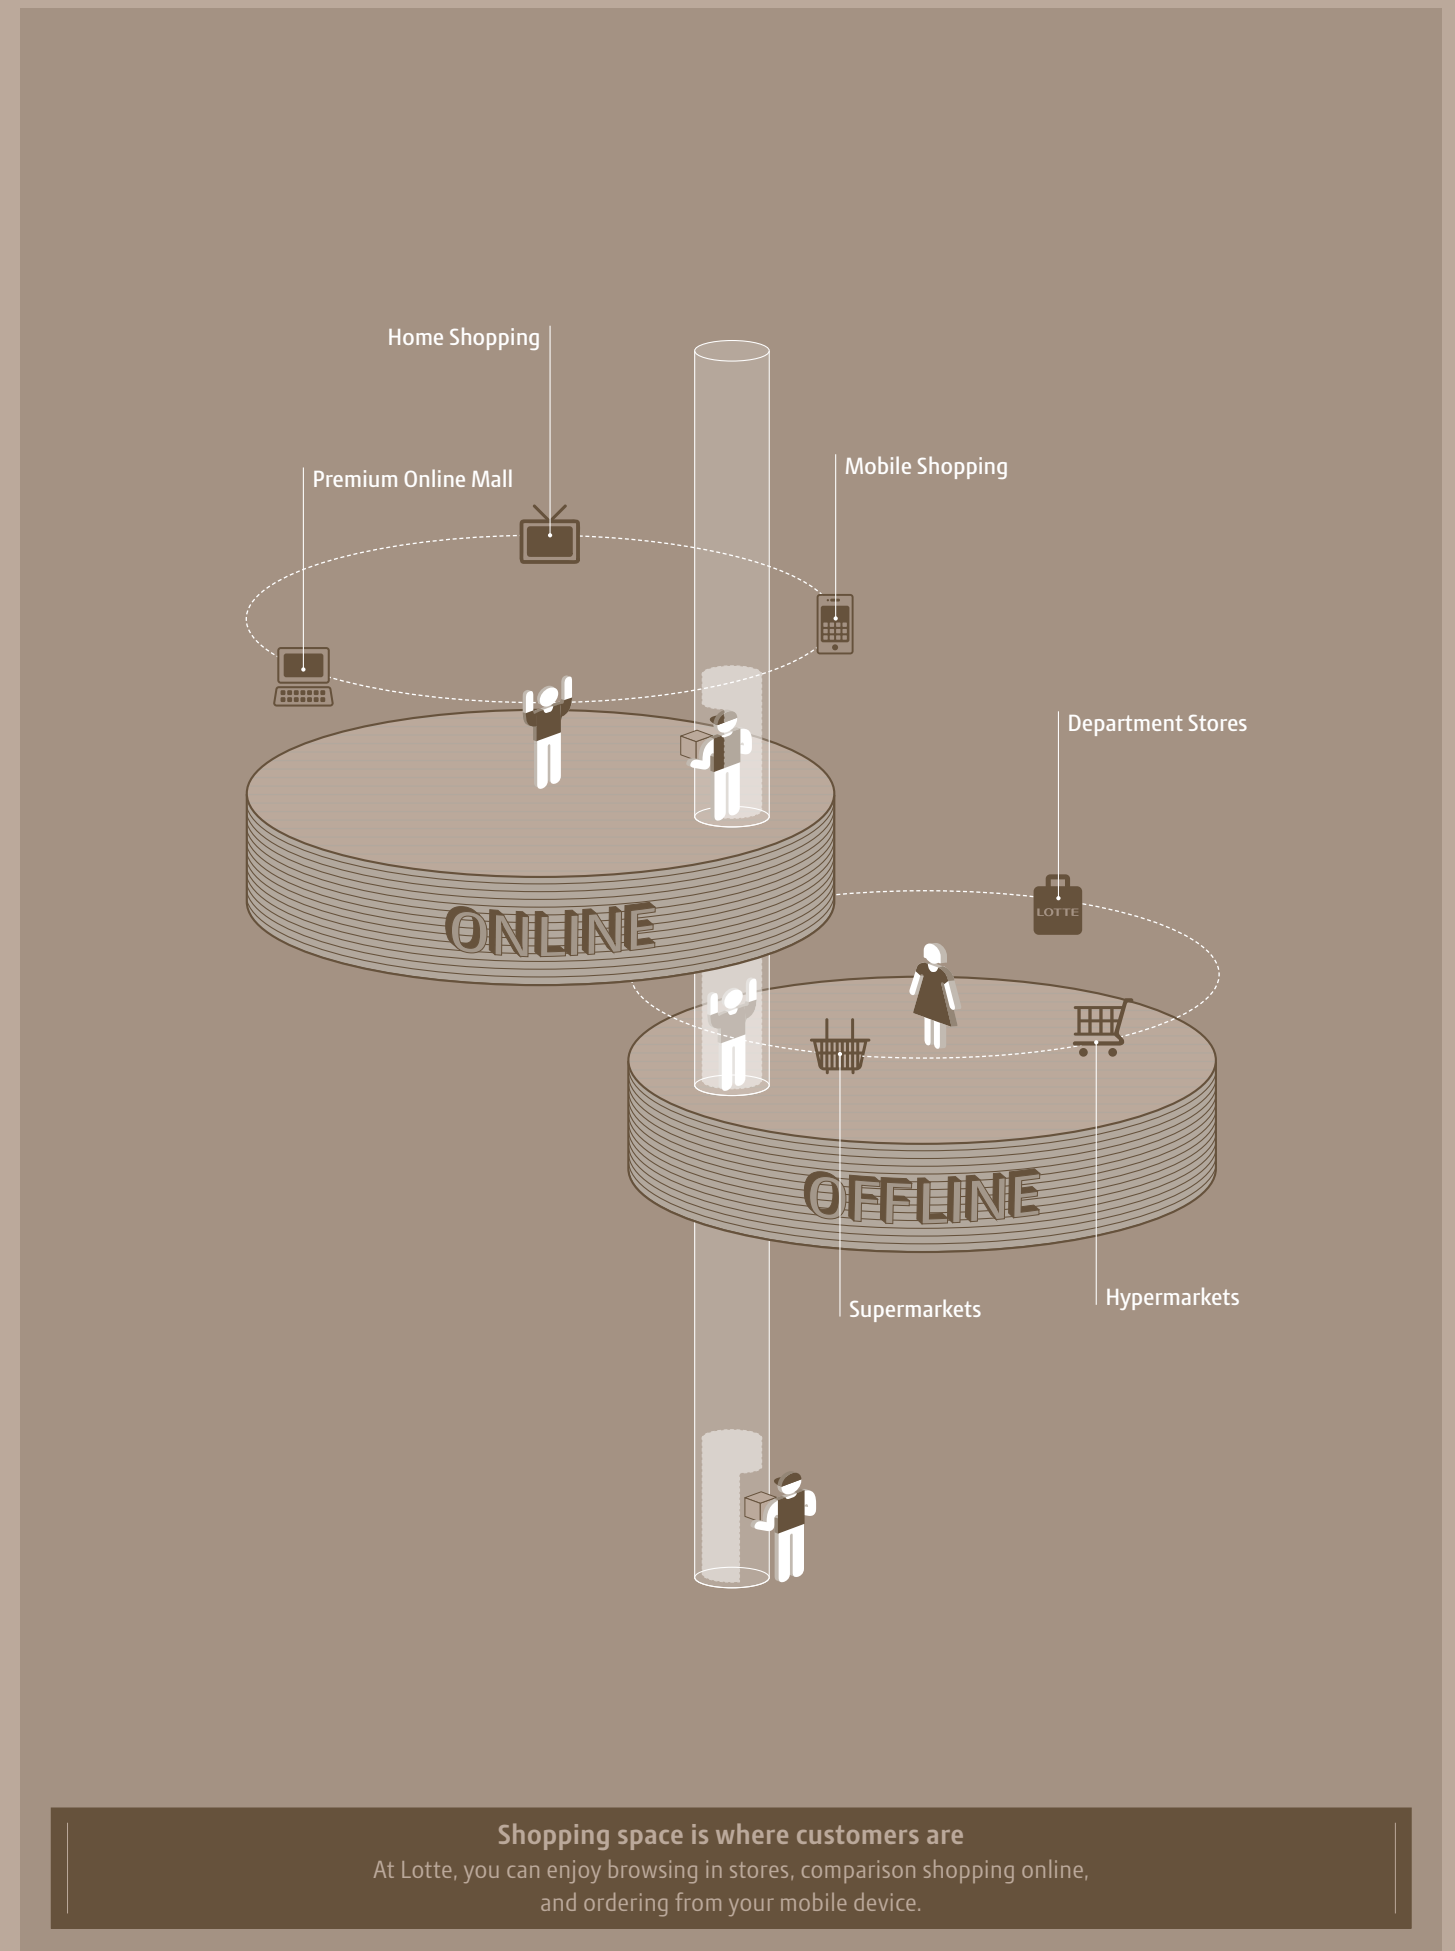 Home Shopping
Premium Online Mall
Mobile Shopping
Department Stores
LOTTE
ONLINE
OFFLINE
Supermarkets
Hypermarkets
Shopping space is where customers are
At Lotte, you can enjoy browsing in stores, comparison shopping online,
and ordering from your mobile device.